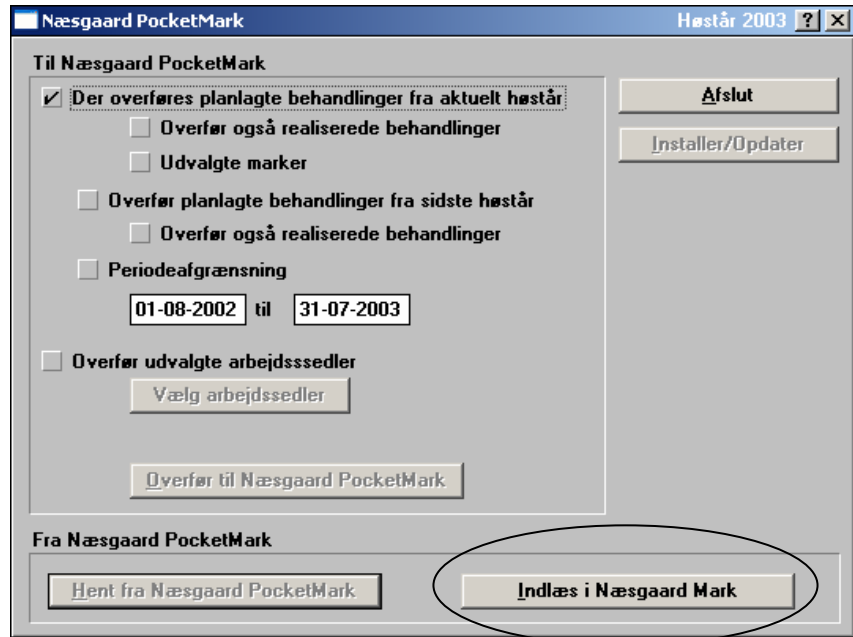 Næsgaard PocketMark Høstår 2003 ? X
Til Næsgaard PocketMark
Der overføres planlagte behandlinger fra aktuelt høstår
Afslut
Overfør også realiserede behandlinger
Installer/Opdater
Udvalgte marker
Overfør planlagte behandlinger fra sidste høstår
Overfør også realiserede behandlinger
Periodeafgrænsning
01-08-2002 til 31-07-2003
Overfør udvalgte arbejdsssedler
Vælg arbejdssedler
Overfør til Næsgaard PocketMark
Fra Næsgaard PocketMark
Hent fra Næsgaard PocketMark Indlæs i Næsgaard Mark